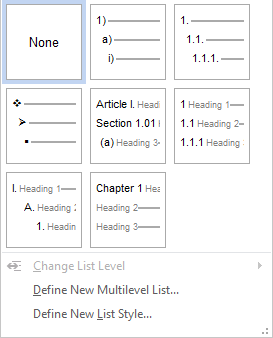 None
1)
a)
i)
1.
1.1.
1.1.1.
Article I. Headi
Section 1.01
(a) Heading 3
1 Heading 1
1.1 Heading 2
1.1.1 Heading
I. Heading 1
A. Heading 2
1. Headin
Chapter 1 Hea
Heading 2
Heading 3
Change List Level
Define New Multilevel List...
Define New List Style...